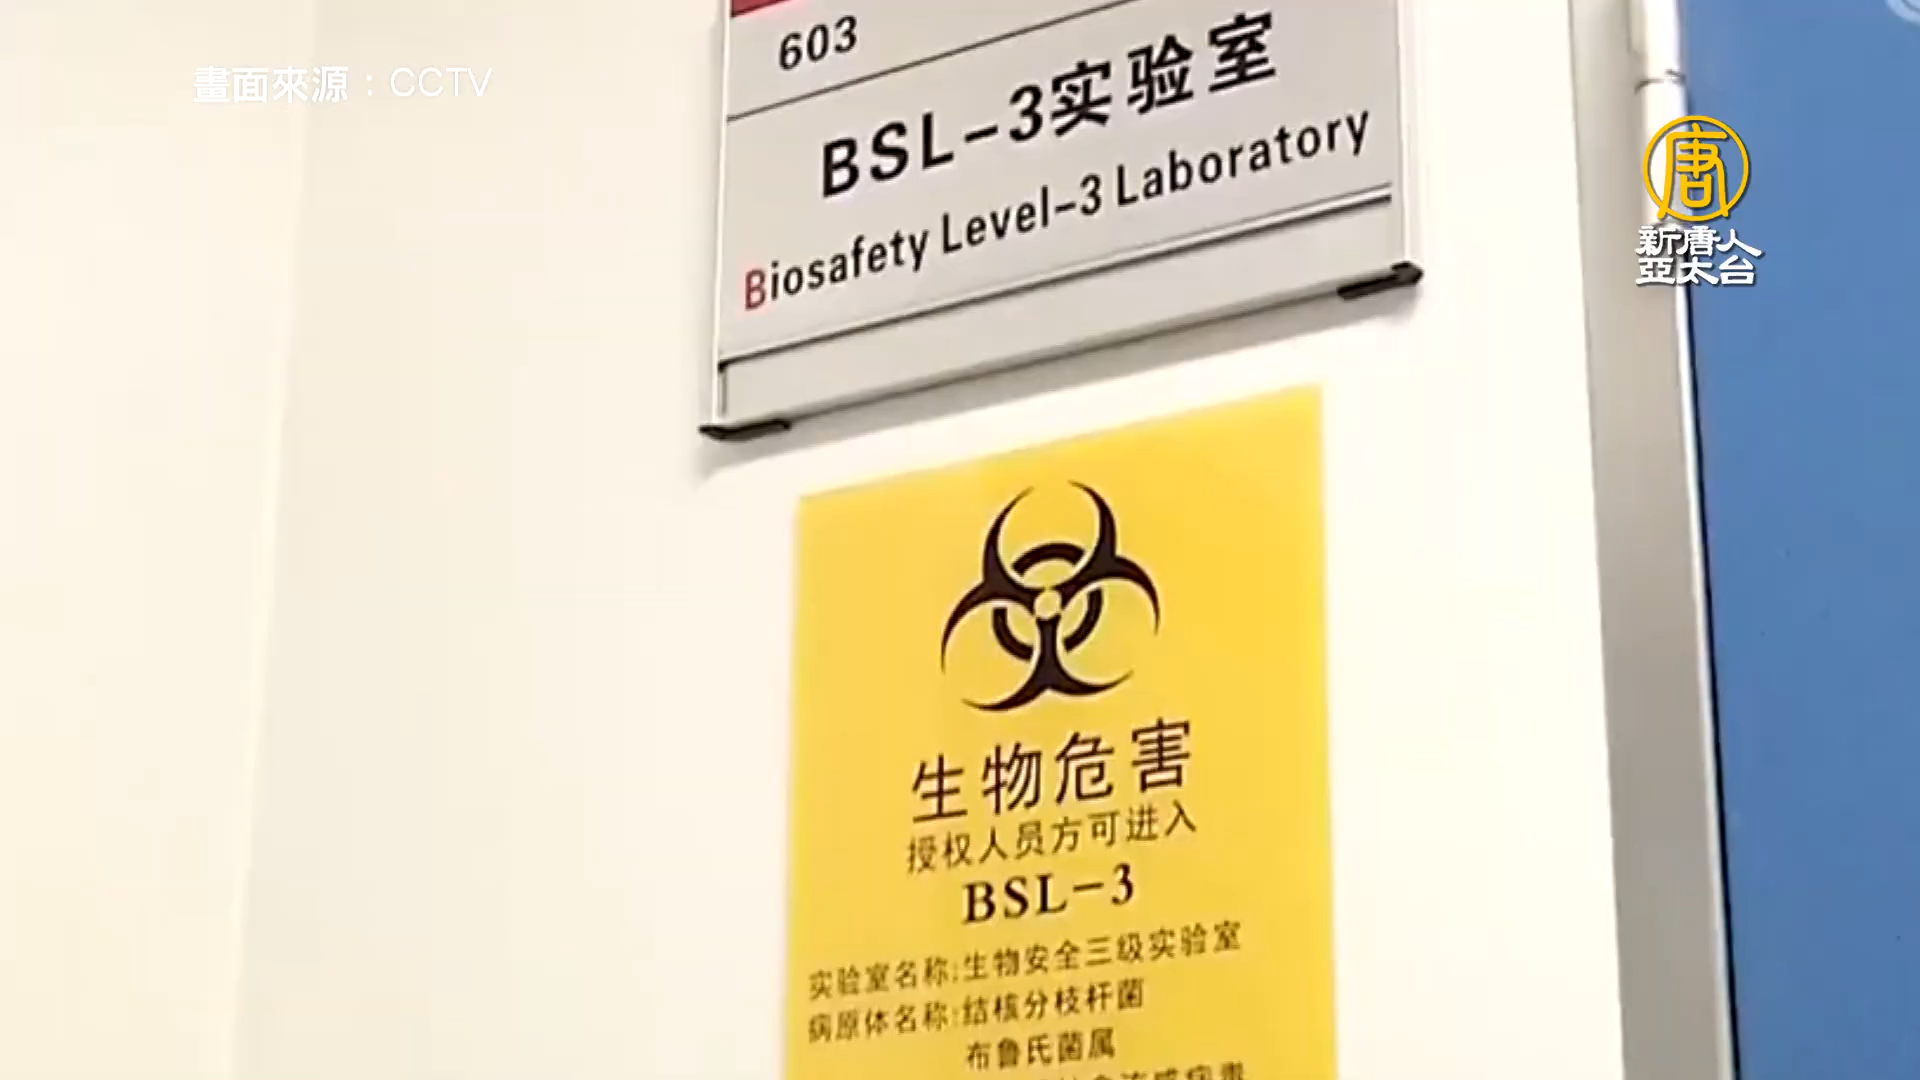 畫面來源：CCTV
603
BSL-3实验室
Biosafety Level-3 Laboratory
唐
新唐人
亞太台
生物危害
授权人员方可进入
BSL-3
实验室名称:生物安全三级实验室
病原体名称:结核分枝杆菌
布鲁氏菌属